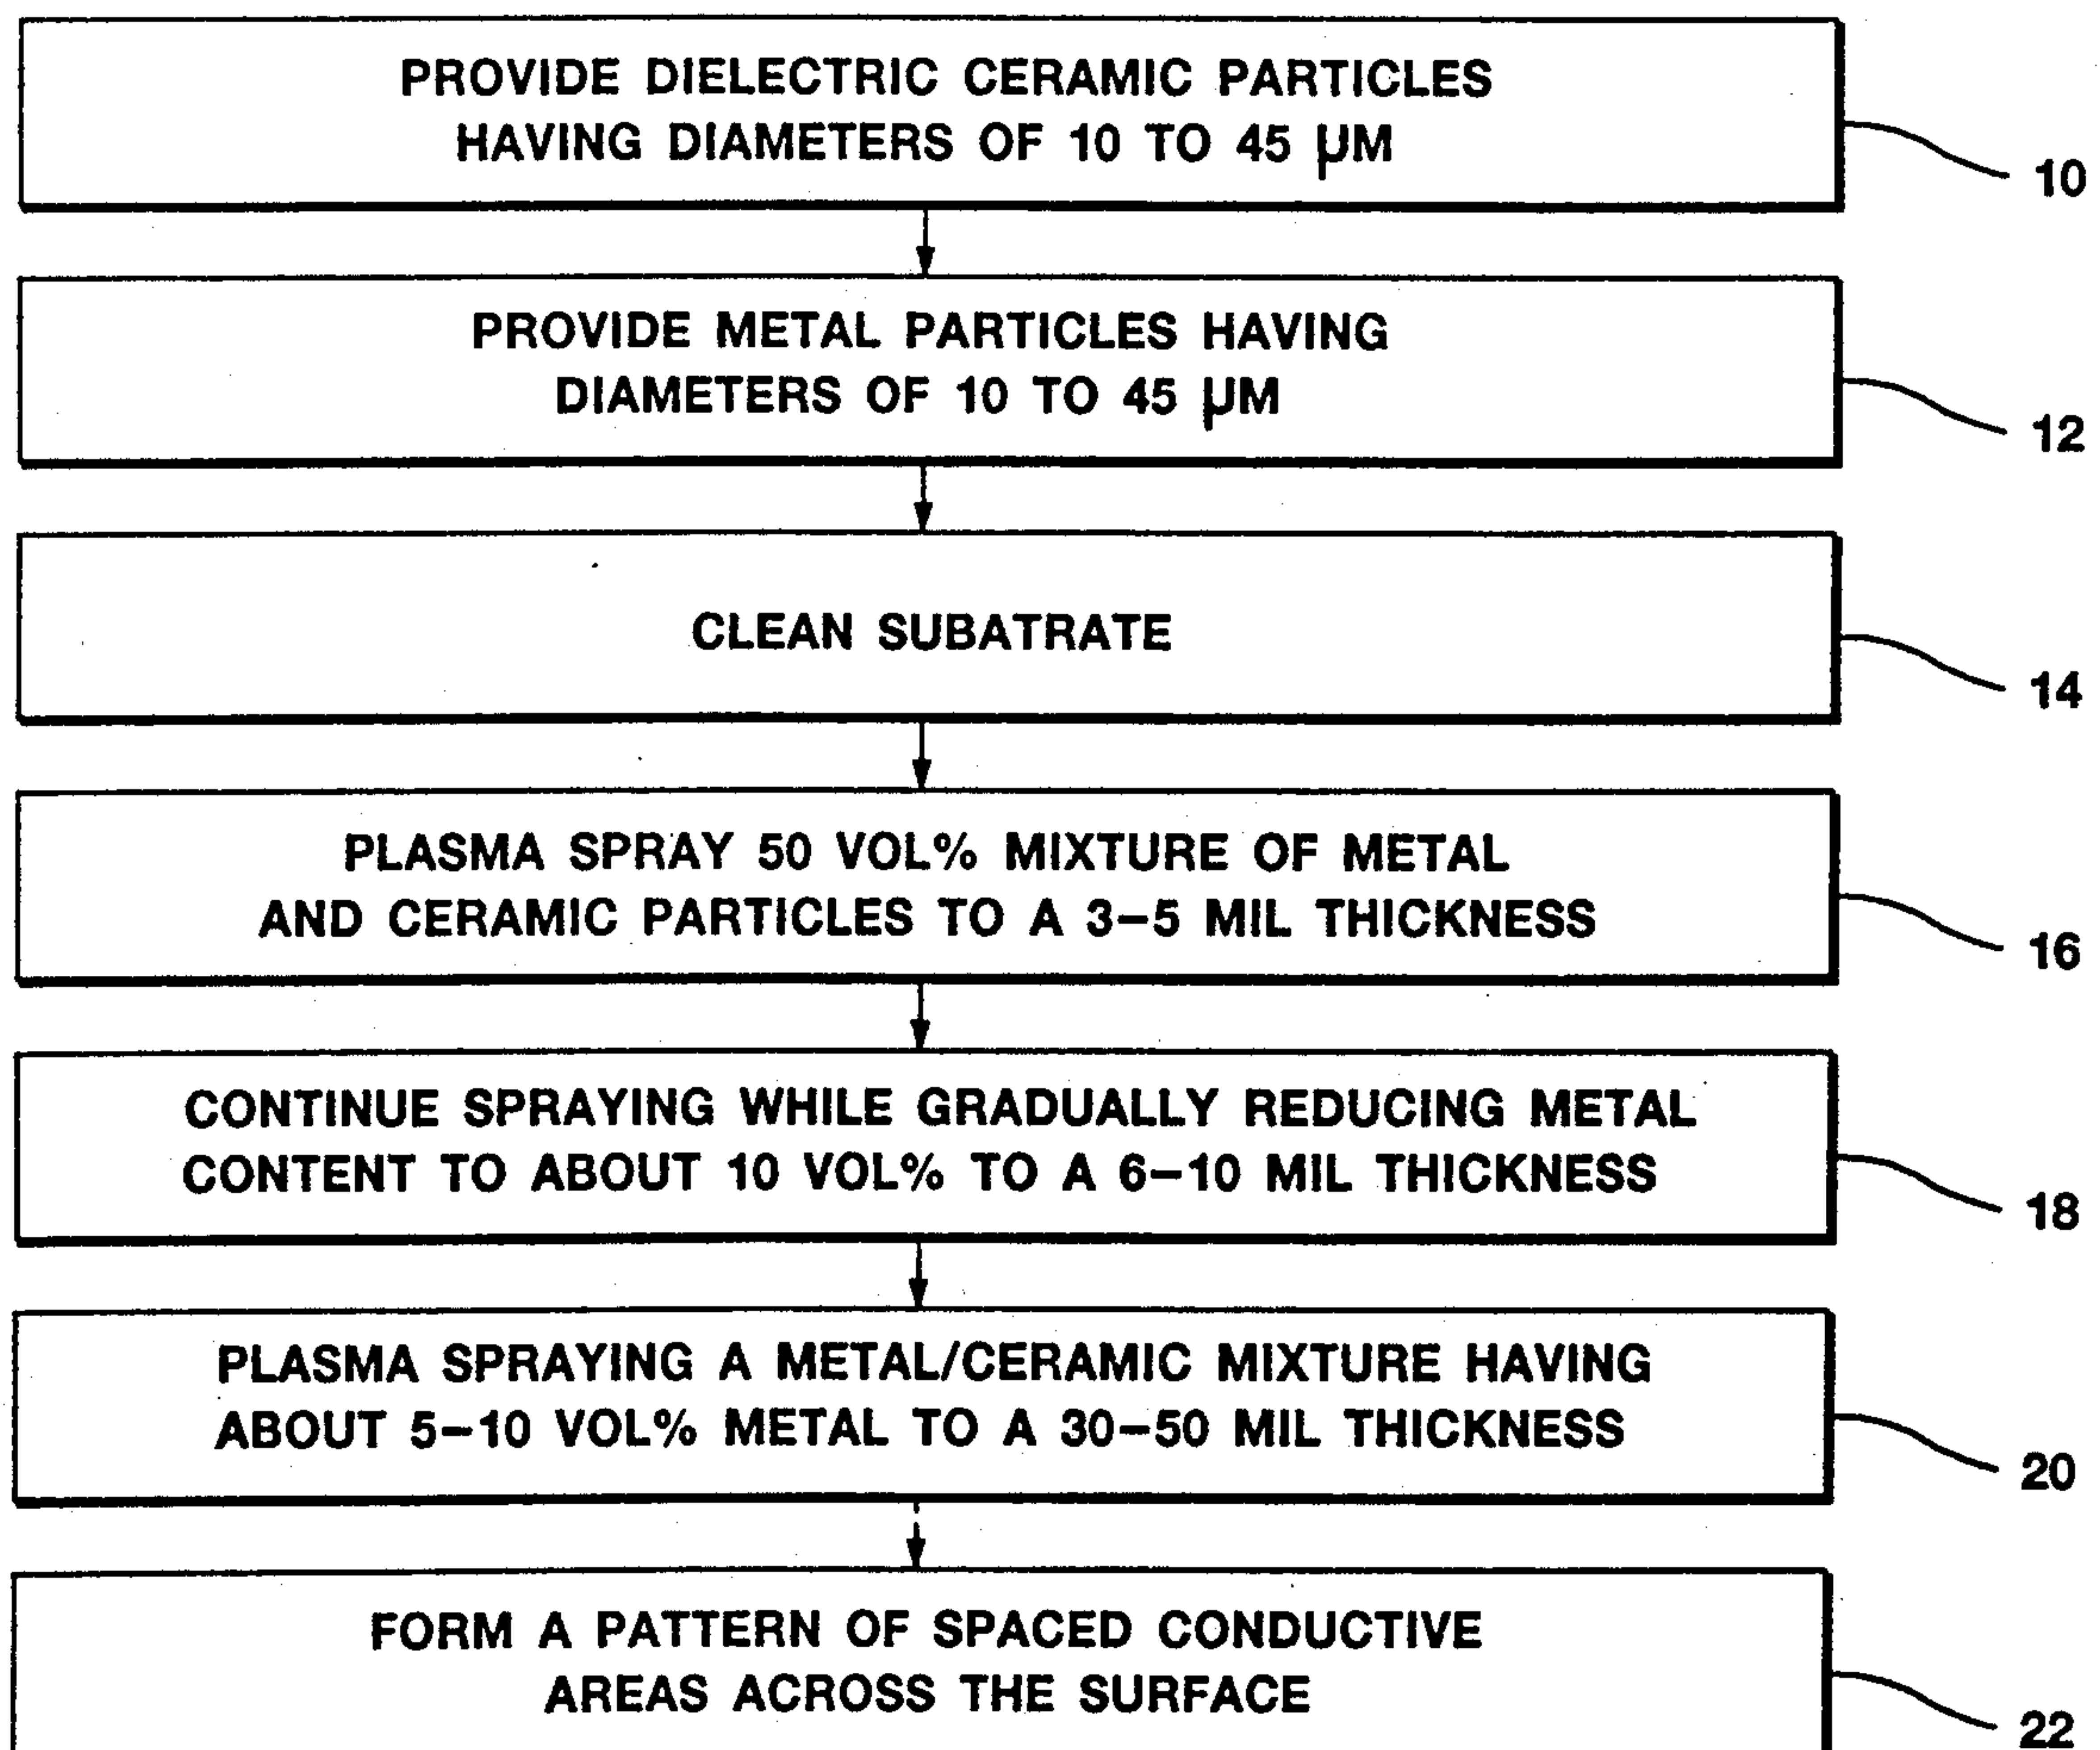 PROVIDE DIELECTRIC CERAMIC PARTICLES
HAVING DIAMETERS OF 10 TO 45 µM
10
PROVIDE METAL PARTICLES HAVING
DIAMETERS OF 10 TO 45 µM
12
CLEAN SUBATRATE
14
PLASMA SPRAY 50 VOL% MIXTURE OF METAL
AND CERAMIC PARTICLES TO A 3–5 MIL THICKNESS
16
CONTINUE SPRAYING WHILE GRADUALLY REDUCING METAL
CONTENT TO ABOUT 10 VOL% TO A 6–10 MIL THICKNESS
18
PLASMA SPRAYING A METAL/CERAMIC MIXTURE HAVING
ABOUT 5–10 VOL% METAL TO A 30–50 MIL THICKNESS
20
FORM A PATTERN OF SPACED CONDUCTIVE
AREAS ACROSS THE SURFACE
22